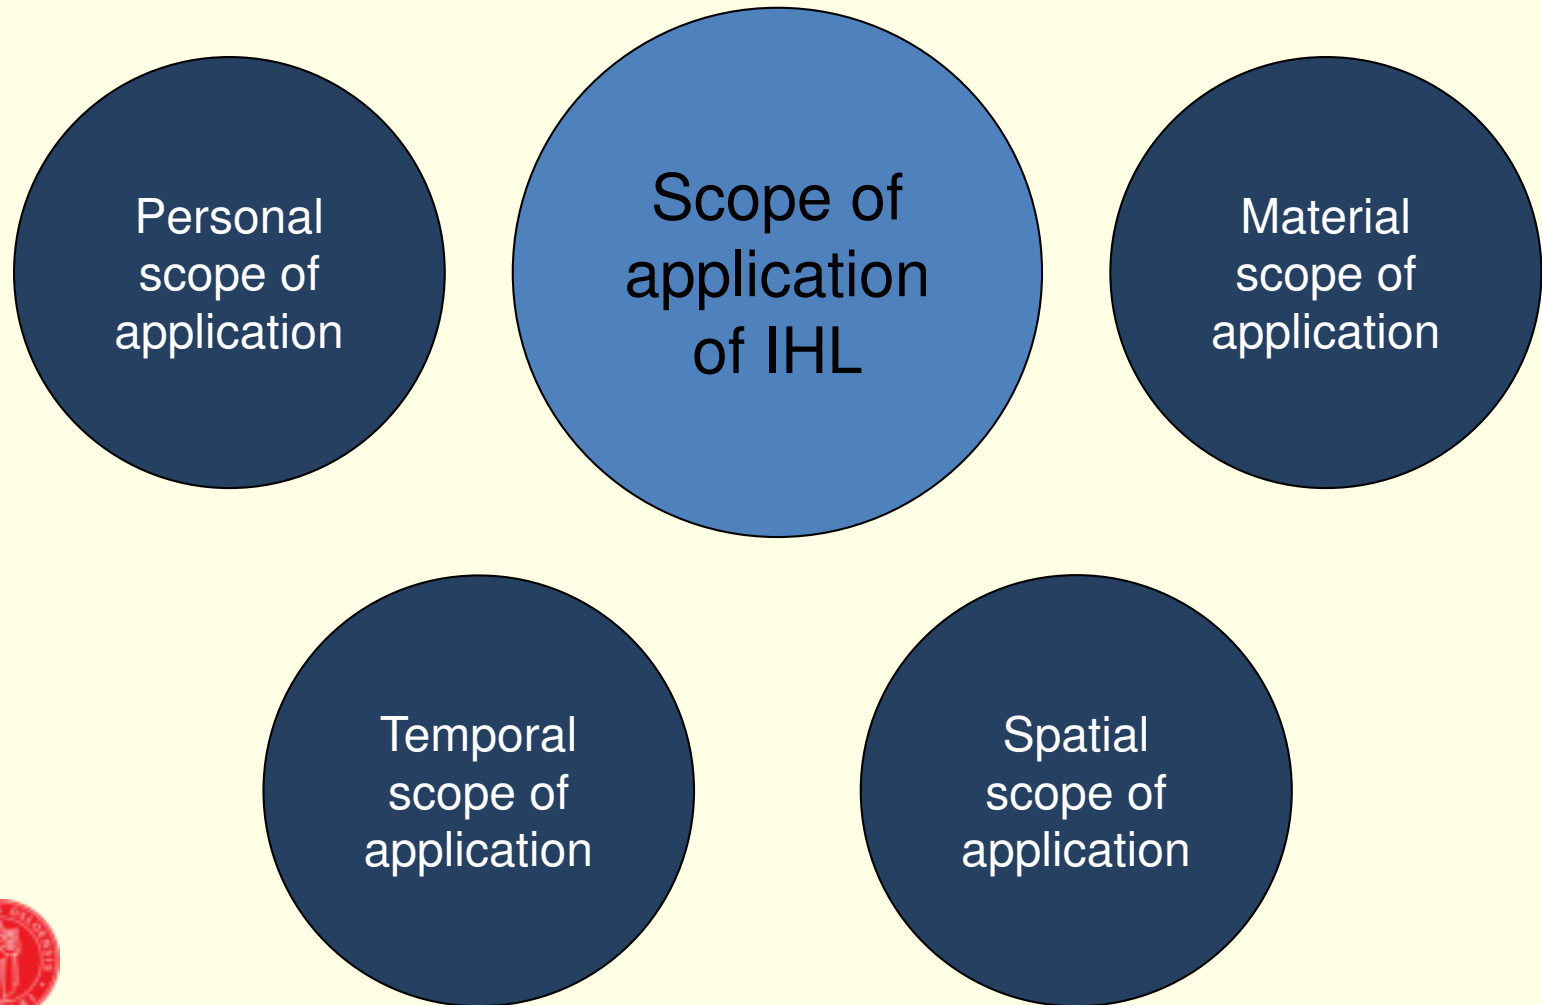 Personal
scope of
application
Scope of
application
of IHL
Material
scope of
application
Temporal
scope of
application
Spatial
scope of
application